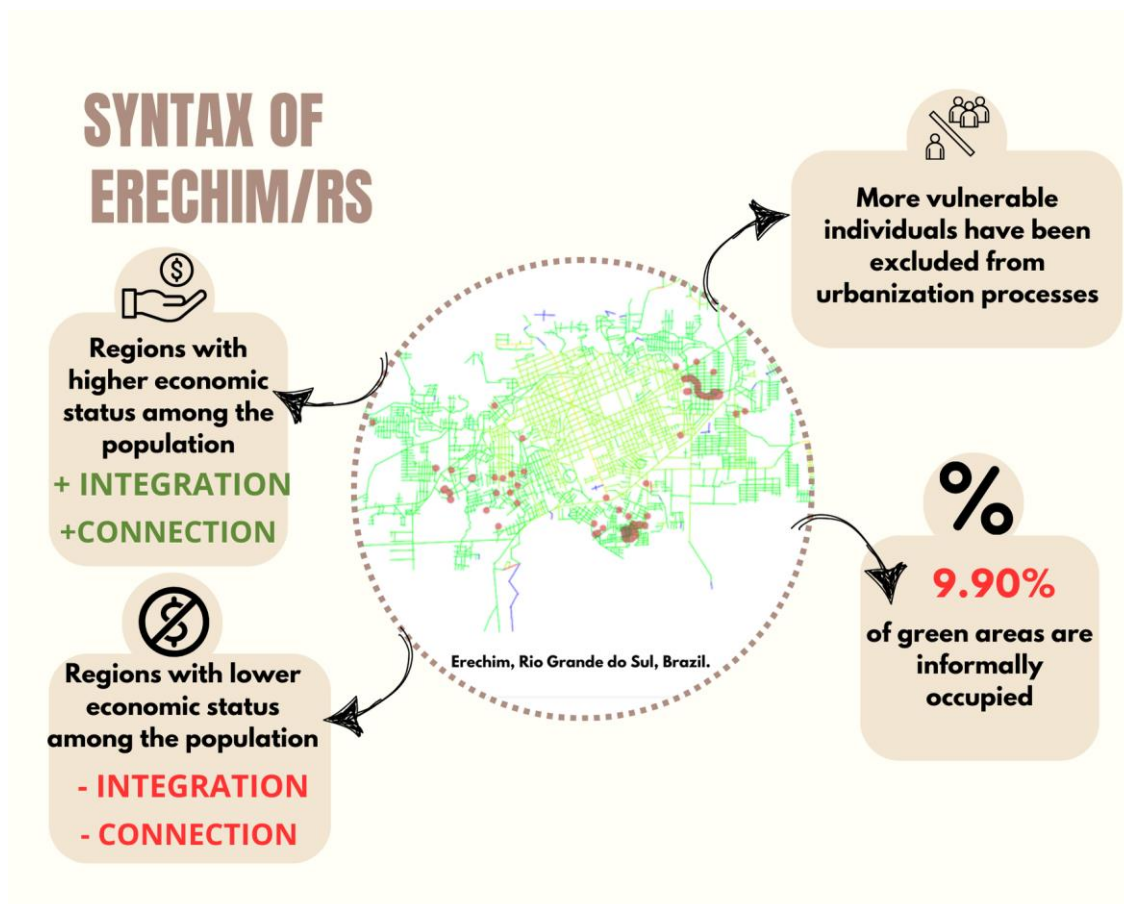 SYNTAX OF
ERECHIM/RS
Regions with
higher economic
status among the
population
+ INTEGRATION
+CONNECTION
Regions with lower
economic status
among the population
- INTEGRATION
- CONNECTION
Erechim, Rio Grande do Sul, Brazil.
More vulnerable
individuals have been
excluded from
urbanization processes
%
9.90%
of green areas are
informally
occupied